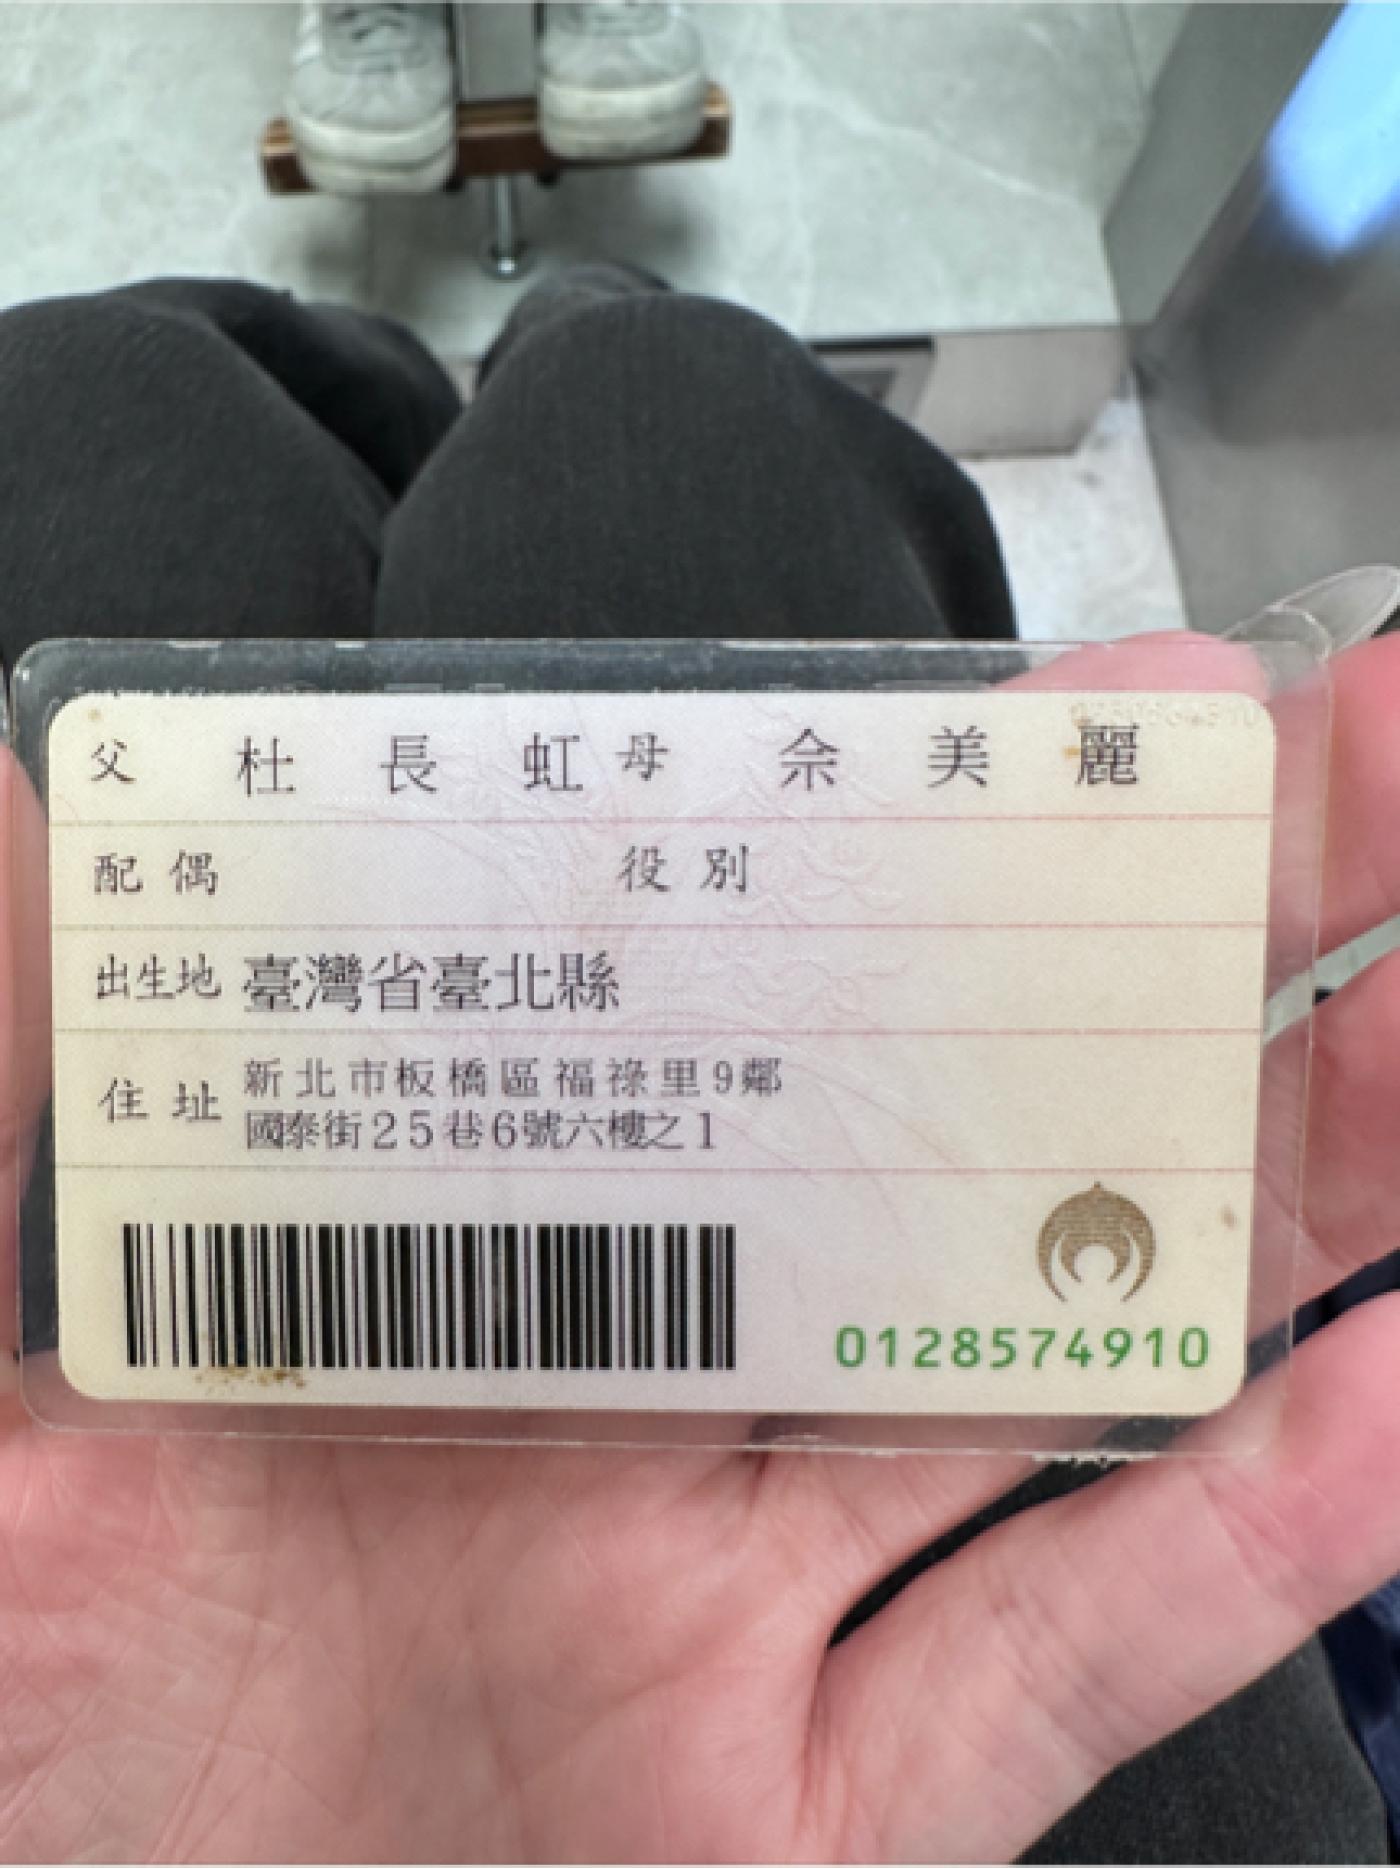 父 杜長虹 母 佘美麗
配偶 役別
出生地 臺灣省臺北縣
住址 新北市板橋區福祿里9鄰
國泰街25巷6號六樓之1
0128574910